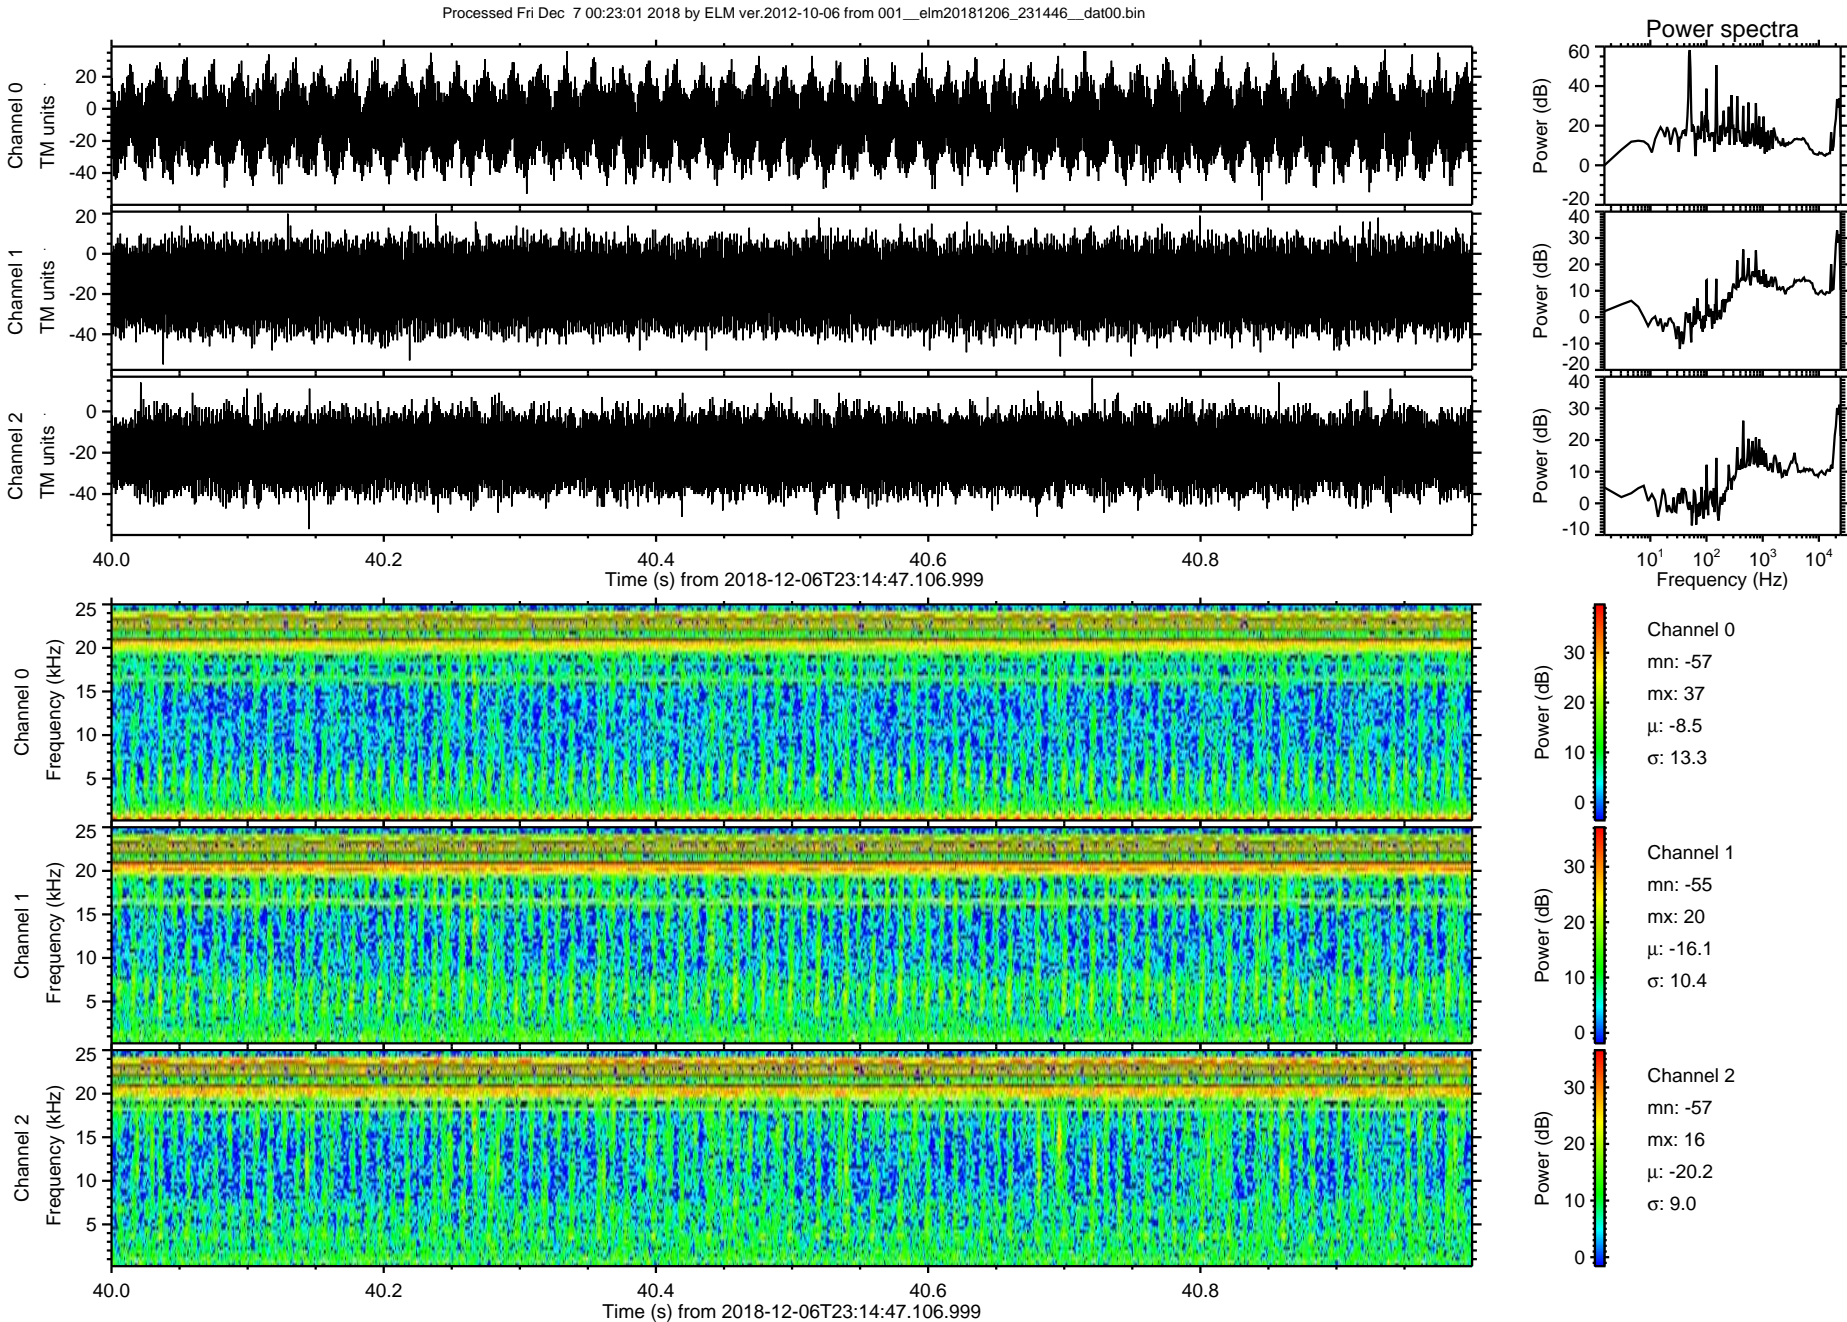 Processed Fri Dec 7 00:23:01 2018 by ELM ver.2012-10-06 from 001__elm20181206_231446__dat00.bin
Power spectra
Channel 0
TM units
20
0
-20
-40
Power (dB)
60
40
20
0
-20
Channel 1
TM units
20
0
-20
-40
Power (dB)
40
30
20
10
0
-10
-20
Channel 2
TM units
0
-20
-40
Power (dB)
40
30
20
10
0
-10
40.0 40.2 40.4 40.6 40.8
Time (s) from 2018-12-06T23:14:47.106.999
10¹ 10² 10³ 10⁴
Frequency (Hz)
Channel 0
Frequency (kHz)
25
20
15
10
5
Power (dB)
30
20
10
0
Channel 0
mn: -57
mx: 37
μ: -8.5
σ: 13.3
Channel 1
Frequency (kHz)
25
20
15
10
5
Power (dB)
30
20
10
0
Channel 1
mn: -55
mx: 20
μ: -16.1
σ: 10.4
Channel 2
Frequency (kHz)
25
20
15
10
5
Power (dB)
30
20
10
0
Channel 2
mn: -57
mx: 16
μ: -20.2
σ: 9.0
40.0 40.2 40.4 40.6 40.8
Time (s) from 2018-12-06T23:14:47.106.999